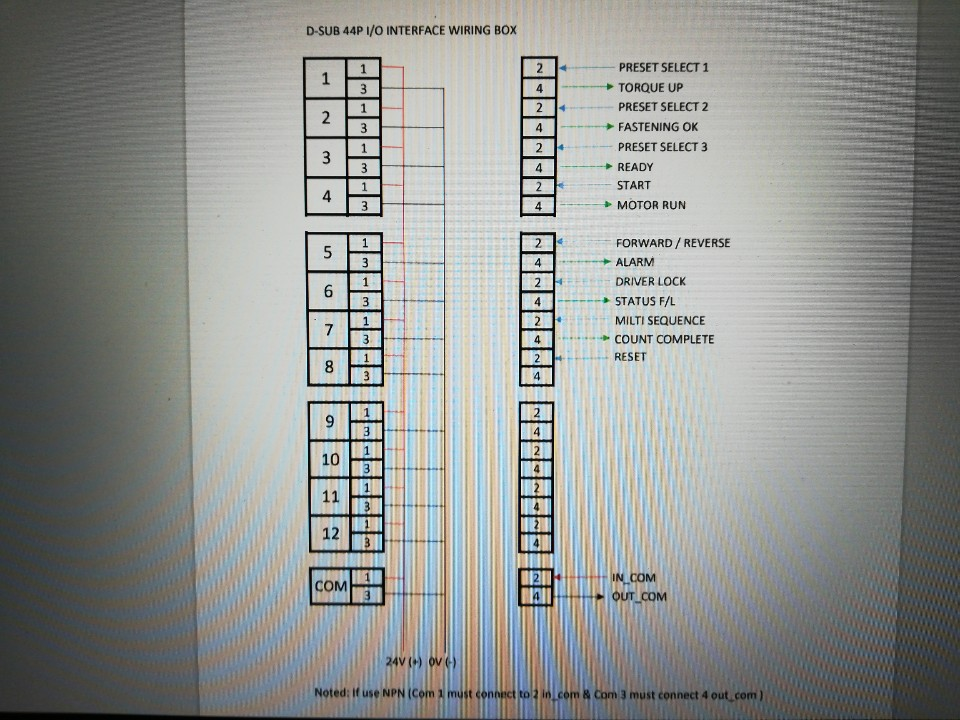 D-SUB 44P I/O INTERFACE WIRING BOX
1 1 2 PRESET SELECT 1
3 4 TORQUE UP
2 1 2 PRESET SELECT 2
3 4 FASTENING OK
3 1 2 PRESET SELECT 3
3 4 READY
4 1 2 START
3 4 MOTOR RUN
5 1 2 FORWARD / REVERSE
3 4 ALARM
6 1 2 DRIVER LOCK
3 4 STATUS F/L
7 1 2 MILTI SEQUENCE
3 4 COUNT COMPLETE
8 1 2 RESET
3 4
9 1 2
3 4
10 1 2
3 4
11 1 2
3 4
12 1 2
3 4
COM 1 2 IN_COM
3 4 OUT_COM
24V (+) 0V (-)
Noted: If use NPN (Com 1 must connect to 2 in_com & Com 3 must connect 4 out_com )